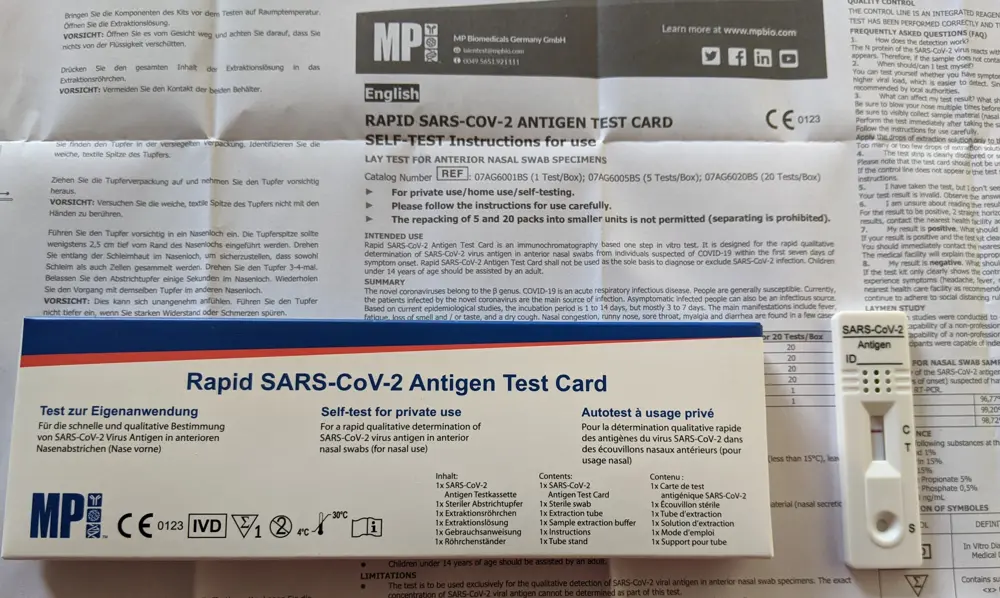 Bringen Sie die Komponenten des Kits vor dem Testen auf Raumptemperatur.
Öffnen Sie die Extraktionslösung.
VORSICHT: Öffnen Sie es vom Gesicht weg und achten Sie darauf, dass Sie
nichts von der Flüssigkeit verschütten.
Drücken Sie den gesamten Inhalt der Extraktionslösung in das
Extraktionsröhrchen.
VORSICHT: Vermeiden Sie den Kontakt der beiden Behälter.
Sie finden den Tupfer in der versiegelten Verpackung. Identifizieren Sie die
weiche, textile Spitze des Tupfers.
Ziehen Sie die Tupferverpackung auf und nehmen Sie den Tupfer vorsichtig
heraus.
VORSICHT: Versuchen Sie die weiche, textile Spitze des Tupfers nicht mit den
Händen zu berühren.
Führen Sie den Tupfer vorsichtig in ein Nasenloch ein. Die Tupferspitze sollte
wenigstens 2,5 cm tief vom Rand des Nasenlochs eingeführt werden. Drehen
Sie entlang der Schleimhaut im Nasenloch, um sicherzustellen, dass sowohl
Schleim als auch Zellen gesammelt werden. Drehen Sie den Tupfer 3-4-mal.
Belassen Sie den Abstrichtupfer einige Sekunden im Nasenloch. Wiederholen
Sie den Vorgang mit demselben Tupfer im anderen Nasenloch.
VORSICHT: Dies kann sich unangenehm anfühlen. Führen Sie den Tupfer
nicht tiefer ein, wenn Sie starken Widerstand oder Schmerzen spüren.
MP
MP Biomedicals Germany GmbH
0049 5651 921111
Learn more at www.mpbio.com
English
RAPID SARS-COV-2 ANTIGEN TEST CARD
SELF-TEST Instructions for use
CE 0123
LAY TEST FOR ANTERIOR NASAL SWAB SPECIMENS
Catalog Number REF: 07AG6001BS (1 Test/Box); 07AG6005BS (5 Tests/Box); 07AG6020BS (20 Tests/Box)
► For private use/home use/self-testing.
► Please follow the instructions for use carefully.
► The repacking of 5 and 20 packs into smaller units is not permitted (separating is prohibited).
INTENDED USE
Rapid SARS-CoV-2 Antigen Test Card is an immunochromatography based one step in vitro test. It is designed for the rapid qualitative
determination of SARS-CoV-2 virus antigen in anterior nasal swabs from individuals suspected of COVID-19 within the first seven days of
symptom onset. Rapid SARS-CoV-2 Antigen Test Card shall not be used as the sole basis to diagnose or exclude SARS-CoV-2 infection. Children
under 14 years of age should be assisted by an adult.
SUMMARY
The novel coronaviruses belong to the β genus. COVID-19 is an acute respiratory infectious disease. People are generally susceptible. Currently,
the patients infected by the novel coronavirus are the main source of infection. Asymptomatic infected people can also be an infectious source.
Based on current epidemiological studies, the incubation period is 1 to 14 days, but mostly 3 to 7 days. The main manifestations include fever
fatigue, loss of smell and / or taste, and a dry cough. Nasal congestion, runny nose, sore throat, myalgia and diarrhea are found in a few case
or 20 Tests/Box
20
20
20
20
1
1
(less than 15°C),
material (nasal
QUALITY CONTROL
THE CONTROL LINE IS AN INTEGRATED REAGEN
TEST HAS BEEN PERFORMED CORRECTLY AND
FREQUENTLY ASKED QUESTIONS (FAQ)
1. How does the detection work?
The N protein of the SARS-CoV-2 virus reacts with
appears. Therefore, if the sample does not
2. When should/can I test myself?
You can test yourself whether you have
higher viral load, which is easier to detect.
recommended by local authorities.
3. What can affect my test result? What
Be sure to blow your nose multiple times before
Be sure to visibly collect sample material
Perform the test immediately after taking the
Follow the instructions for use carefully.
Apply the drops of extraction solution only to
Too many or too few drops of extraction solution
4. The test strip is clearly discolored or
Please note that the test card should not be
If the control line does not appear or the test
instructions.
5. I have taken the test, but I don't see
Your test result is invalid. Observe the
6. I am unsure about reading the result
For the result to be positive, 2 straight
results, contact the nearest health facility
7. My result is positive. What should
If your result is positive and the test kit
You should immediately contact the nearest
The medical facility will explain the
8. My result is negative. What
If the test kit only clearly shows the
experience symptoms (headache, fever,
nearest health care facility as
continue to adhere to social distancing
LAYMEN STUDY
studies were conducted to
capability of a non-profession
FOR NASAL SWAB
of the SARS-CoV-2
RT-PCR.
96,77%
99,20%
98,72%
following substances at
Propionate 5%
Phosphate 0,5%
ng/mL
ON OF SYMBOLS
In Vitro
Medical
Contains
SARS-CoV-2
Antigen
ID
C
T
S
Rapid SARS-CoV-2 Antigen Test Card
Test zur Eigenanwendung
Für die schnelle und qualitative Bestimmung
von SARS-CoV-2 Virus Antigen in anterioren
Nasenabstrichen (Nase vorne)
Self-test for private use
For a rapid qualitative determination of
SARS-CoV-2 virus antigen in anterior
nasal swabs (for nasal use)
Autotest à usage privé
Pour la détermination qualitative rapide
des antigènes du virus SARS-CoV-2 dans
des écouvillons nasaux antérieurs (pour
usage nasal)
Inhalt:
1x SARS-CoV-2
Antigen Testkassette
1x Steriler Abstrichtupfer
1x Extraktionsröhrchen
1x Extraktionslösung
1x Gebrauchsanweisung
1x Röhrchenständer
Contents:
1x SARS-CoV-2
Antigen Test Card
1x Sterile swab
1x Extraction tube
1x Sample extraction buffer
1x Instructions
1x Tube stand
Contenu :
1x Carte de test
antigénique SARS-CoV-2
1x Écouvillon stérile
1x Tube d'extraction
1x Solution d'extraction
1x Mode d'emploi
1x Support pour tube
MP
CE 0123 IVD 1 2 4°C 30°C i
Children under 14 years of age should be assisted by an adult.
LIMITATIONS
The test is to be used exclusively for the qualitative detection of SARS-CoV-2 viral antigen in anterior nasal swab specimens. The exact
concentration of SARS-CoV-2 viral antigen cannot be determined as part of this test.